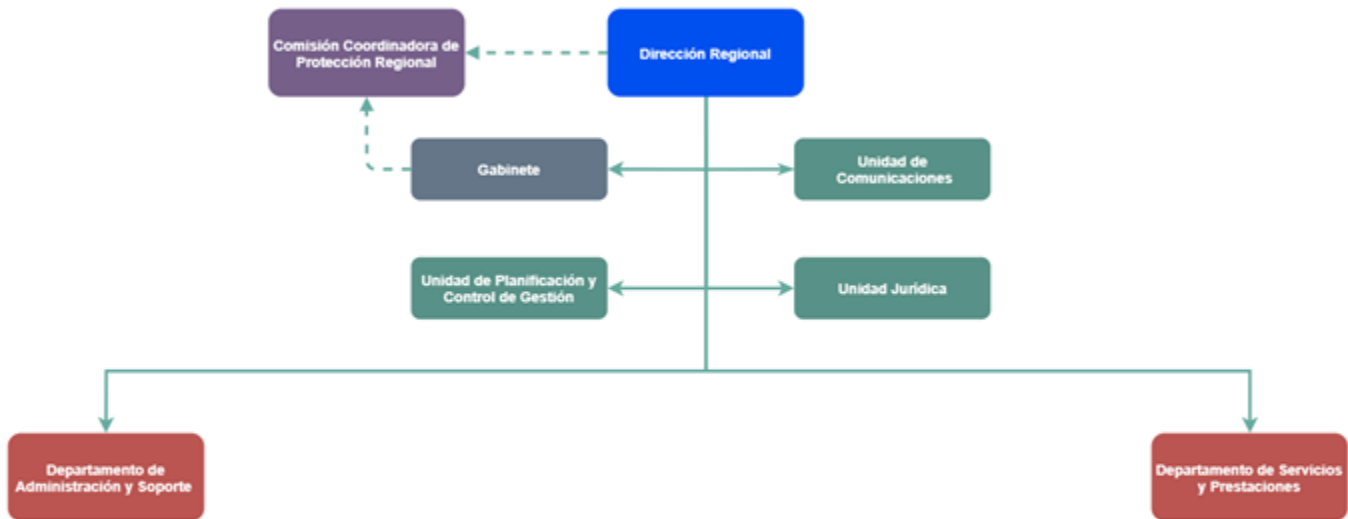 Comisión Coordinadora de
Protección Regional
Dirección Regional
Gabinete
Unidad de
Comunicaciones
Unidad de Planificación y
Control de Gestión
Unidad Jurídica
Departamento de
Administración y Soporte
Departamento de Servicios
y Prestaciones